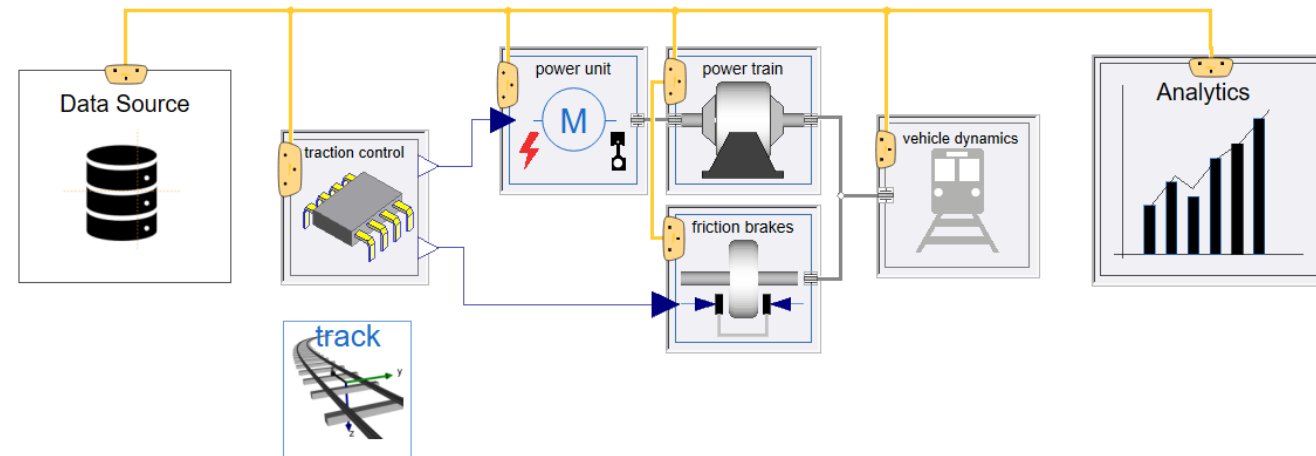 power unit
power train
Data Source
Analytics
M
traction control
vehicle dynamics
friction brakes
track
y
z